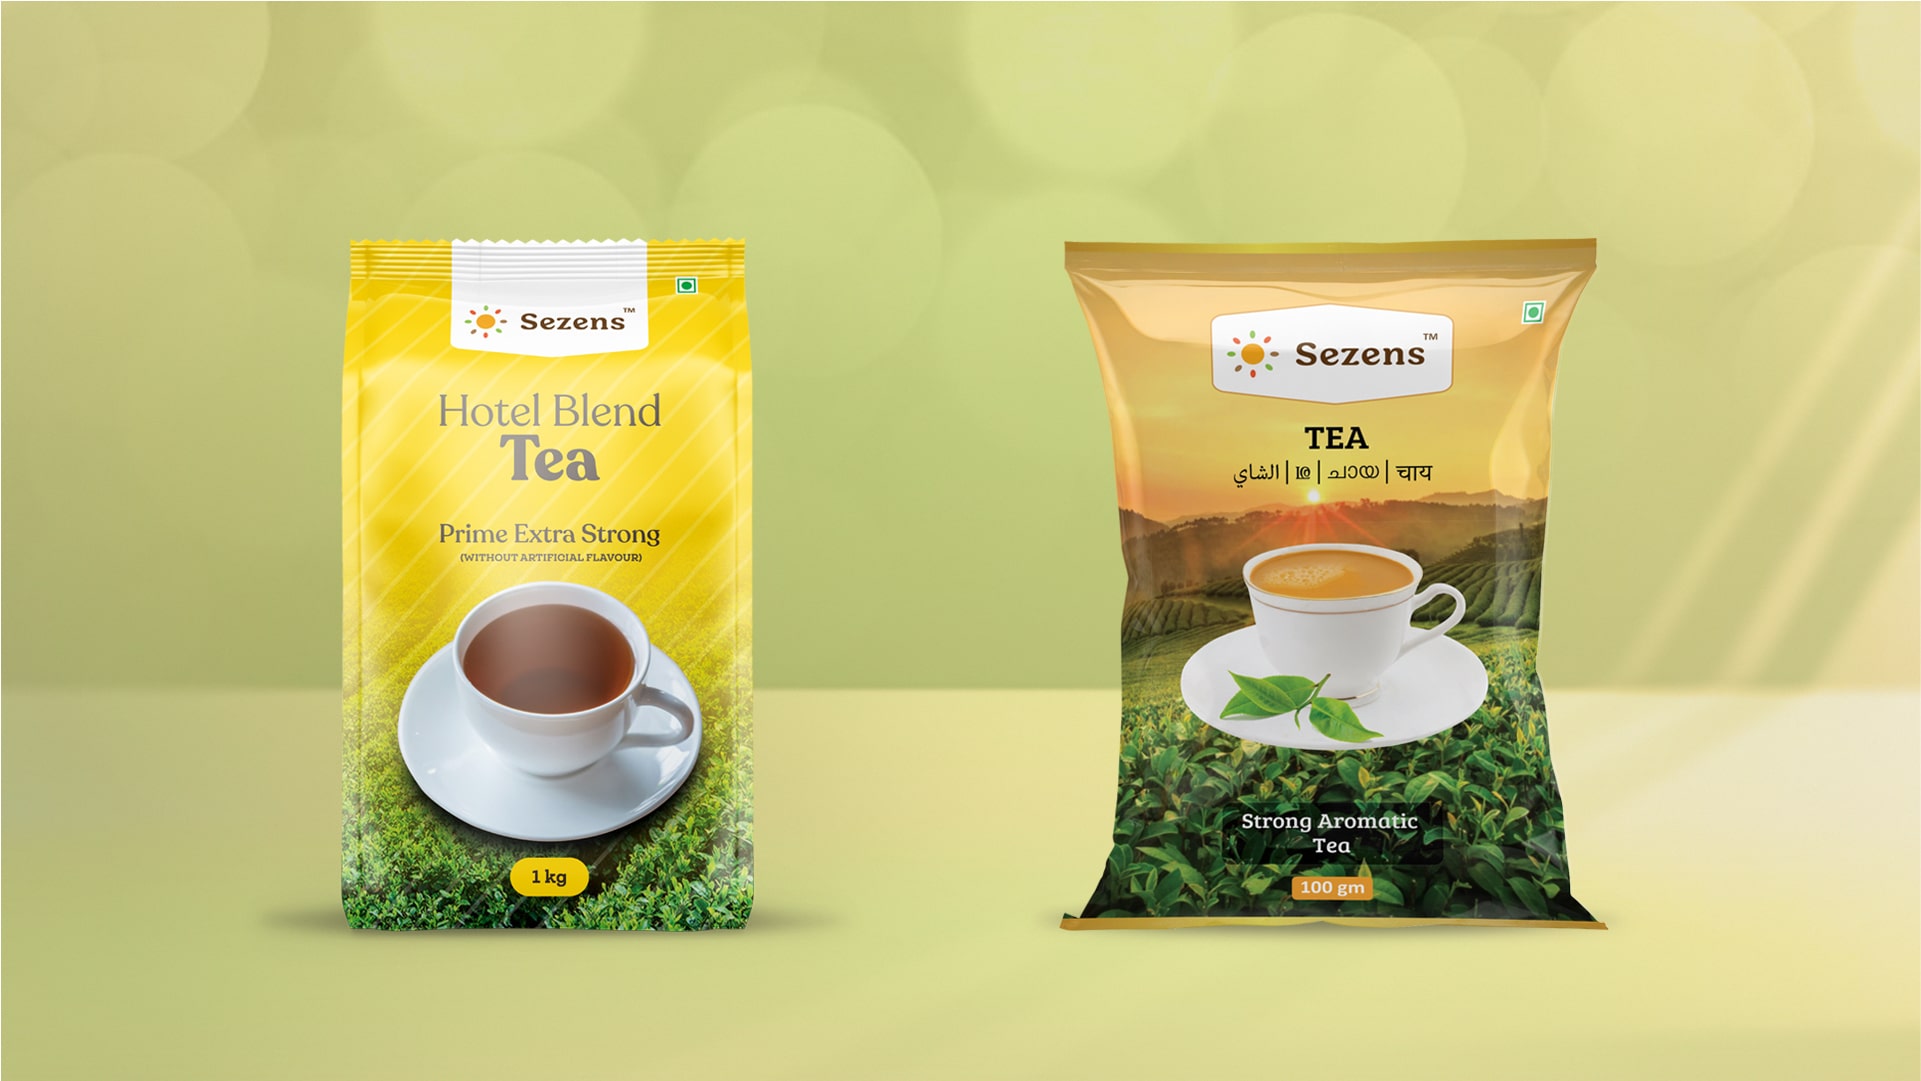 Sezens™
Hotel Blend
Tea
Prime Extra Strong
(WITHOUT ARTIFICIAL FLAVOUR)
1 kg
Sezens™
TEA
الشاي | டீ | ചായ | चाय
Strong Aromatic
Tea
100 gm